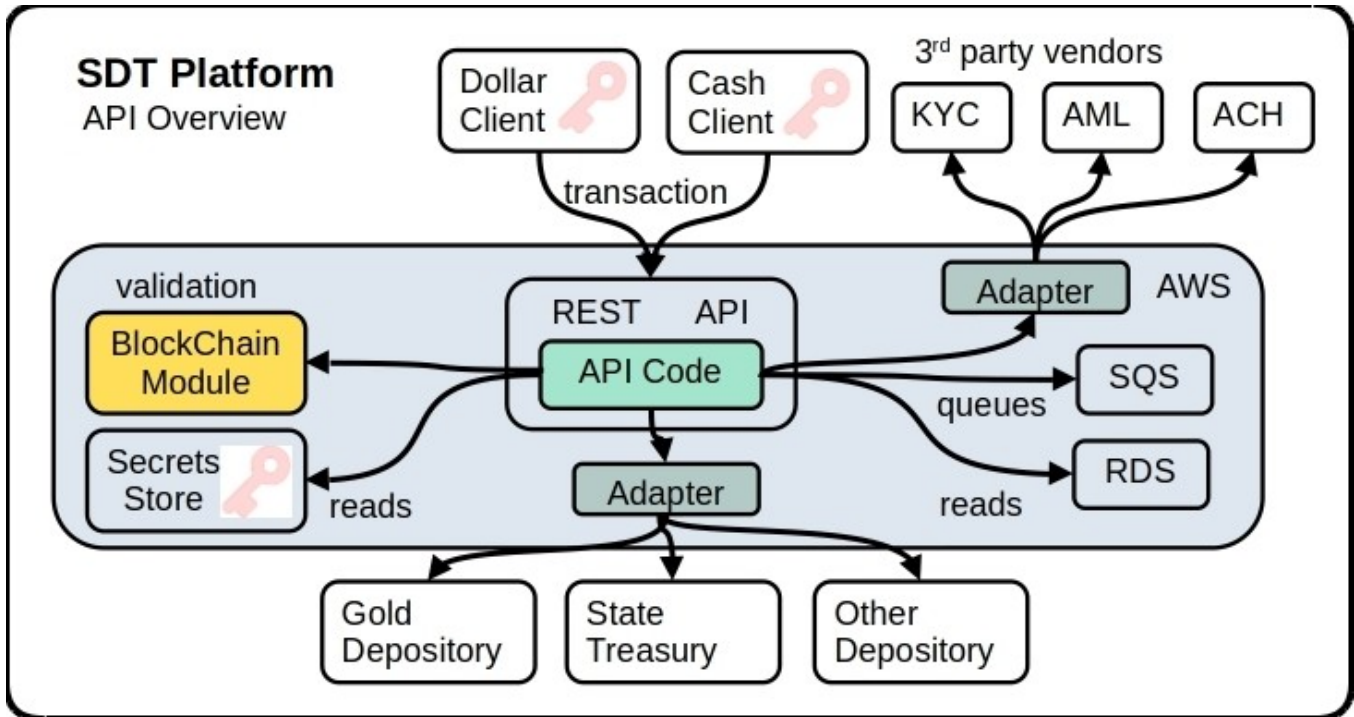 SDT Platform
API Overview
Dollar
Client
Cash
Client
3rd party vendors
KYC
AML
ACH
transaction
validation
BlockChain
Module
REST API
API Code
Adapter
AWS
SQS
queues
Secrets
Store
reads
Adapter
reads
RDS
Gold
Depository
State
Treasury
Other
Depository